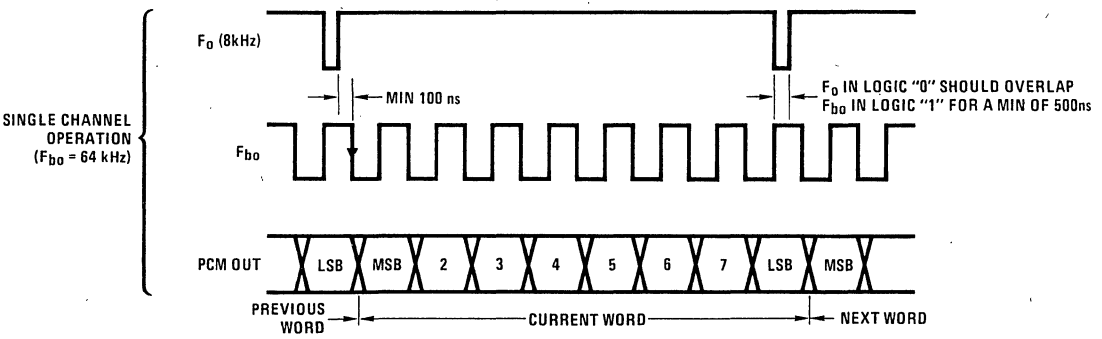 F₀ (8kHz)
MIN 100 ns
F₀ IN LOGIC "0" SHOULD OVERLAP
Fbo IN LOGIC "1" FOR A MIN OF 500ns
SINGLE CHANNEL
OPERATION
(Fbo = 64 kHz)
Fbo
PCM OUT
LSB
MSB
2
3
4
5
6
7
LSB
MSB
PREVIOUS
WORD
CURRENT WORD
NEXT WORD